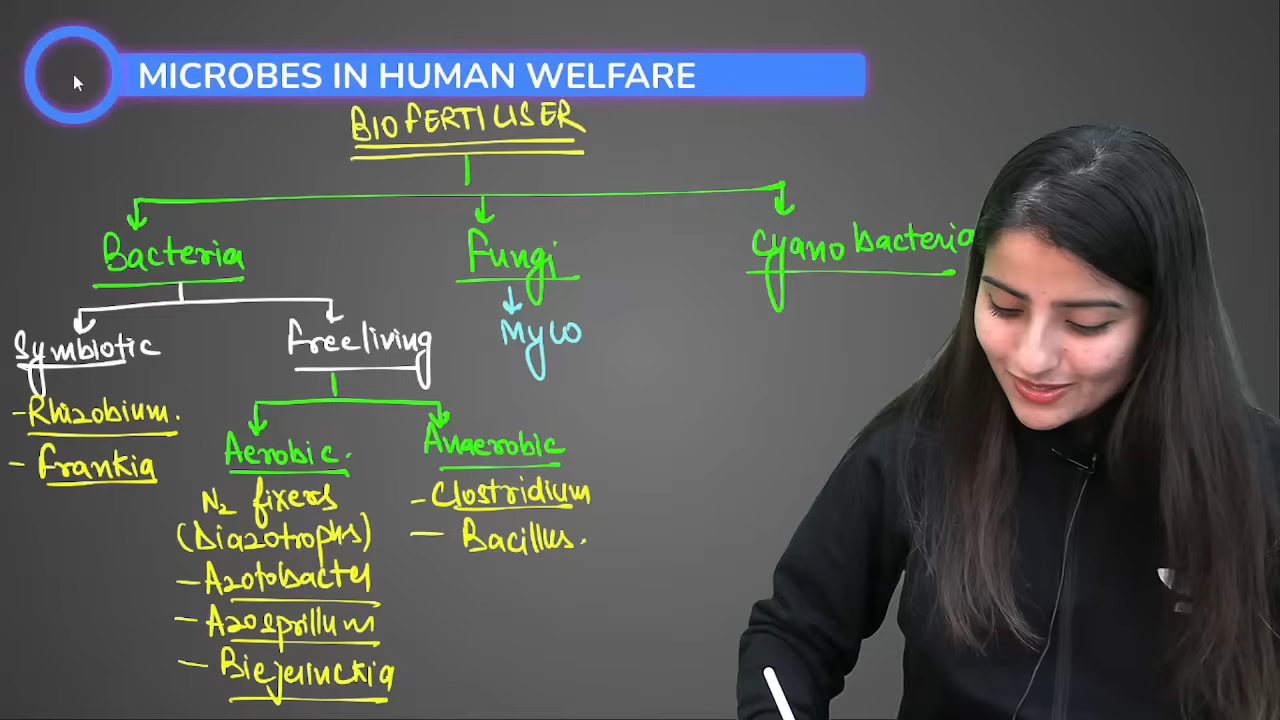 MICROBES IN HUMAN WELFARE
BIOFERTILISER
Bacteria
Fungi
Cyanobacteria
Symbiotic
Freeliving
Myco
-Rhizobium.
- Frankia
Aerobic.
Anaerobic
N2 fixers
(Diazotrophs)
- Azotobacter
- Azosprillum
- Biejerinckia
- Clostridium
- Bacillus.